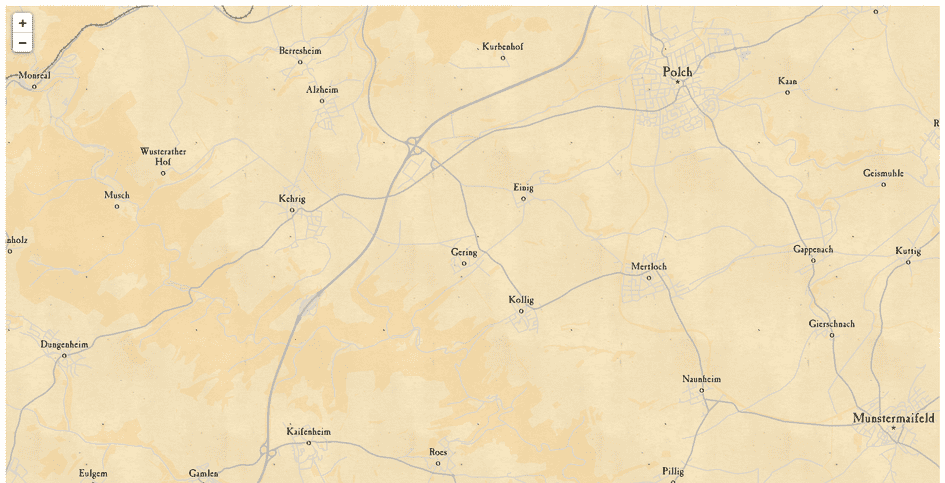 +
−
Berresheim
Kurbenhof
Polch
Monreal
Kaan
Alzheim
Wusterather
Hof
Geismuhle
Musch
Einig
Kehrig
nholz
Gering
Gappenach
Kuttig
Mertloch
Kollig
Gierschnach
Dungenheim
Naunheim
Munstermaifeld
Kaifenheim
Roes
Eulgem
Gamlen
Pillig
R